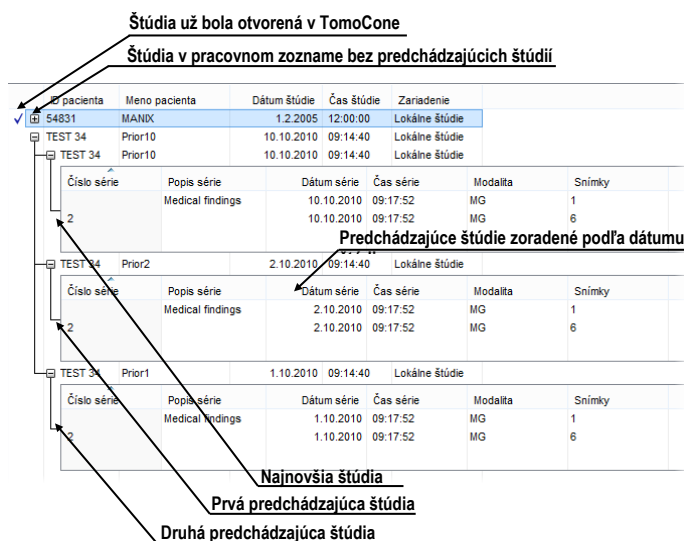 Štúdia už bola otvorená v TomoCone
Štúdia v pracovnom zozname bez predchádzajúcich štúdií
ID pacienta Meno pacienta Dátum štúdie Čas štúdie Zariadenie
54831 MANIX 1.2.2005 12:00:00 Lokálne štúdie
TEST 34 Prior10 10.10.2010 09:14:40 Lokálne štúdie
TEST 34 Prior10 10.10.2010 09:14:40 Lokálne štúdie
Číslo série Popis série Dátum série Čas série Modalita Snímky
Medical findings 10.10.2010 09:17:52 MG 1
2 10.10.2010 09:17:52 MG 6
Predchádzajúce štúdie zoradené podľa dátumu
TEST 34 Prior2 2.10.2010 09:14:40 Lokálne štúdie
Číslo série Popis série Dátum série Čas série Modalita Snímky
Medical findings 2.10.2010 09:17:52 MG 1
2 2.10.2010 09:17:52 MG 6
TEST 34 Prior1 1.10.2010 09:14:40 Lokálne štúdie
Číslo série Popis série Dátum série Čas série Modalita Snímky
Medical findings 1.10.2010 09:17:52 MG 1
2 1.10.2010 09:17:52 MG 6
Najnovšia štúdia
Prvá predchádzajúca štúdia
Druhá predchádzajúca štúdia